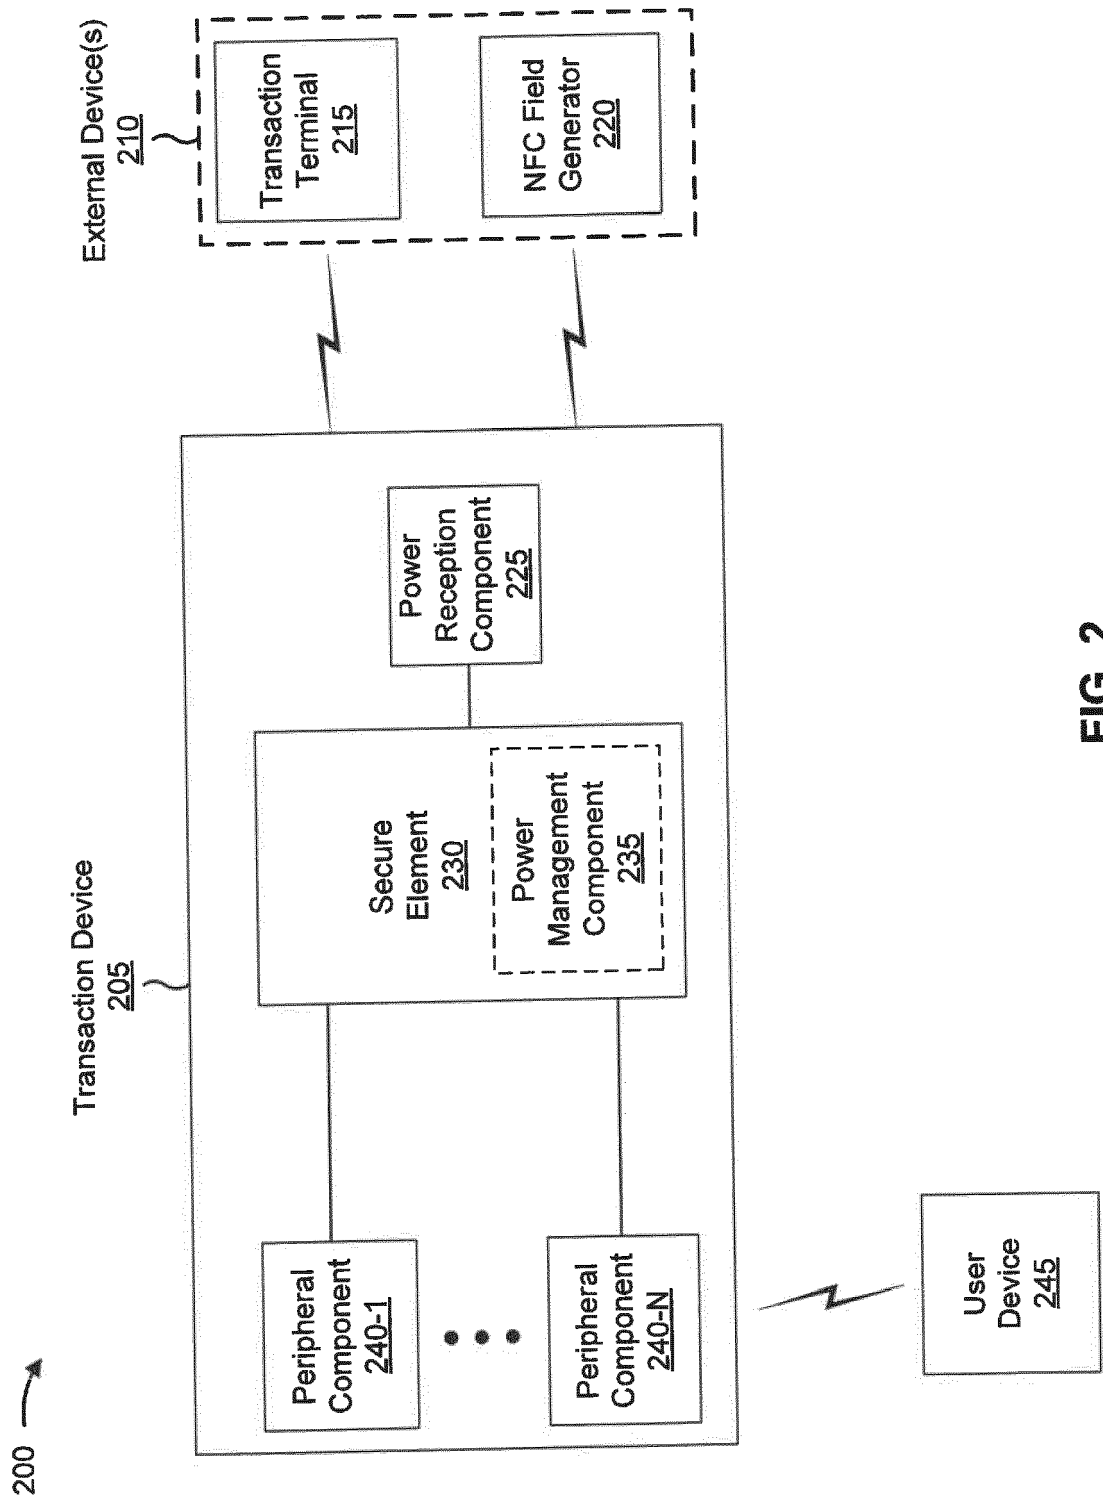 200
Transaction Device
205
External Device(s)
210
Peripheral
Component
240-1
Peripheral
Component
240-N
Secure
Element
230
Power
Management
Component
235
Power
Reception
Component
225
Transaction
Terminal
215
NFC Field
Generator
220
User
Device
245
FIG. 2